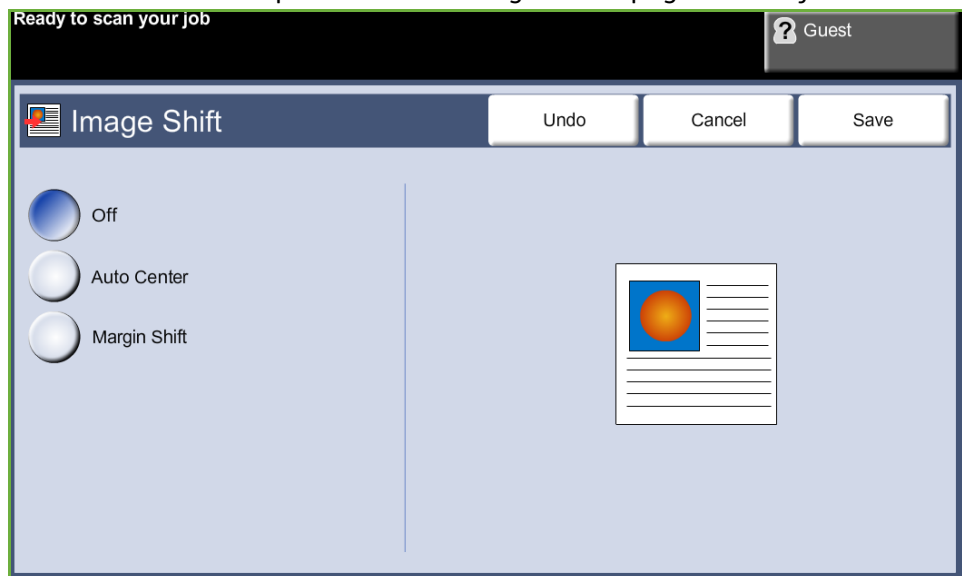 Ready to scan your job
? Guest
Image Shift
Undo
Cancel
Save
Off
Auto Center
Margin Shift